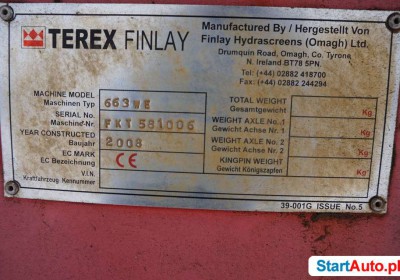 TEREX FINLAY
Manufactured By / Hergestellt Von
Finlay Hydrascreens (Omagh) Ltd.
Drumquin Road, Omagh, Co. Tyrone
N. Ireland BT78 5PN.
Tel: (+44) 02882 418700
Fax: (+44) 02882 244294
MACHINE MODEL
Maschinen Typ 663WE
SERIAL No.
Maschine Nr FKT 581006
YEAR CONSTRUCTED
Baujahr 2008
EC MARK
EC Bezeichnung CE
V.I.N.
Kraftfahrzeug Kennummer
TOTAL WEIGHT
Gesamtgewicht Kg
WEIGHT AXLE No. 1
Gewicht Achse Nr. 1 Kg
WEIGHT AXLE No. 2
Gewicht Achse Nr. 2 Kg
KINGPIN WEIGHT
Gewicht Königszapfen Kg
39-001G ISSUE No.5
StartAuto.pl